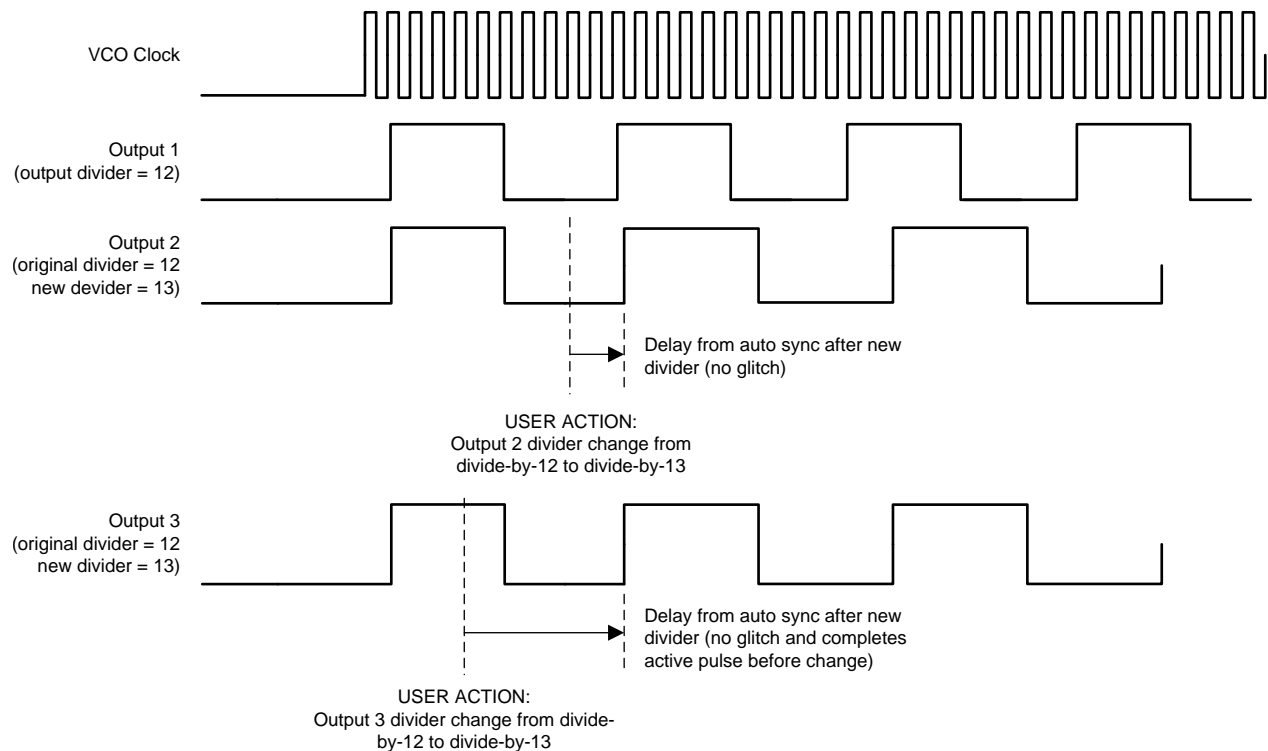 VCO Clock
Output 1
(output divider = 12)
Output 2
(original divider = 12
new devider = 13)
Delay from auto sync after new
divider (no glitch)
USER ACTION:
Output 2 divider change from
divide-by-12 to divide-by-13
Output 3
(original divider = 12
new divider = 13)
Delay from auto sync after new
divider (no glitch and completes
active pulse before change)
USER ACTION:
Output 3 divider change from divide-
by-12 to divide-by-13